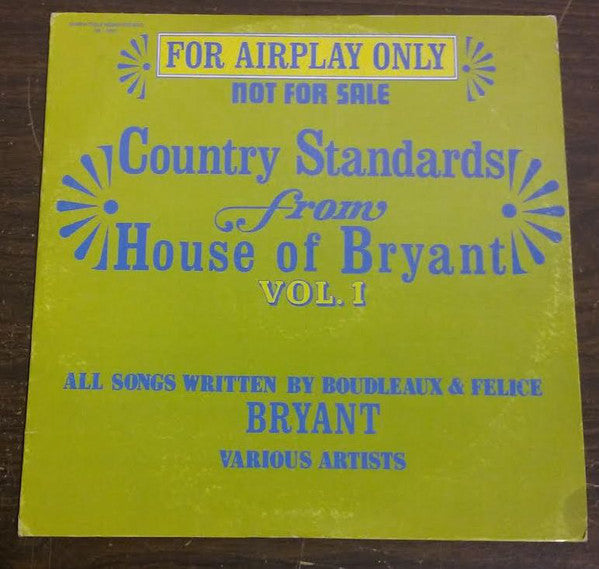 FOR AIRPLAY ONLY
NOT FOR SALE
Country Standards
from
House of Bryant
VOL. I
ALL SONGS WRITTEN BY BOUDLEAUX & FELICE
BRYANT
VARIOUS ARTISTS